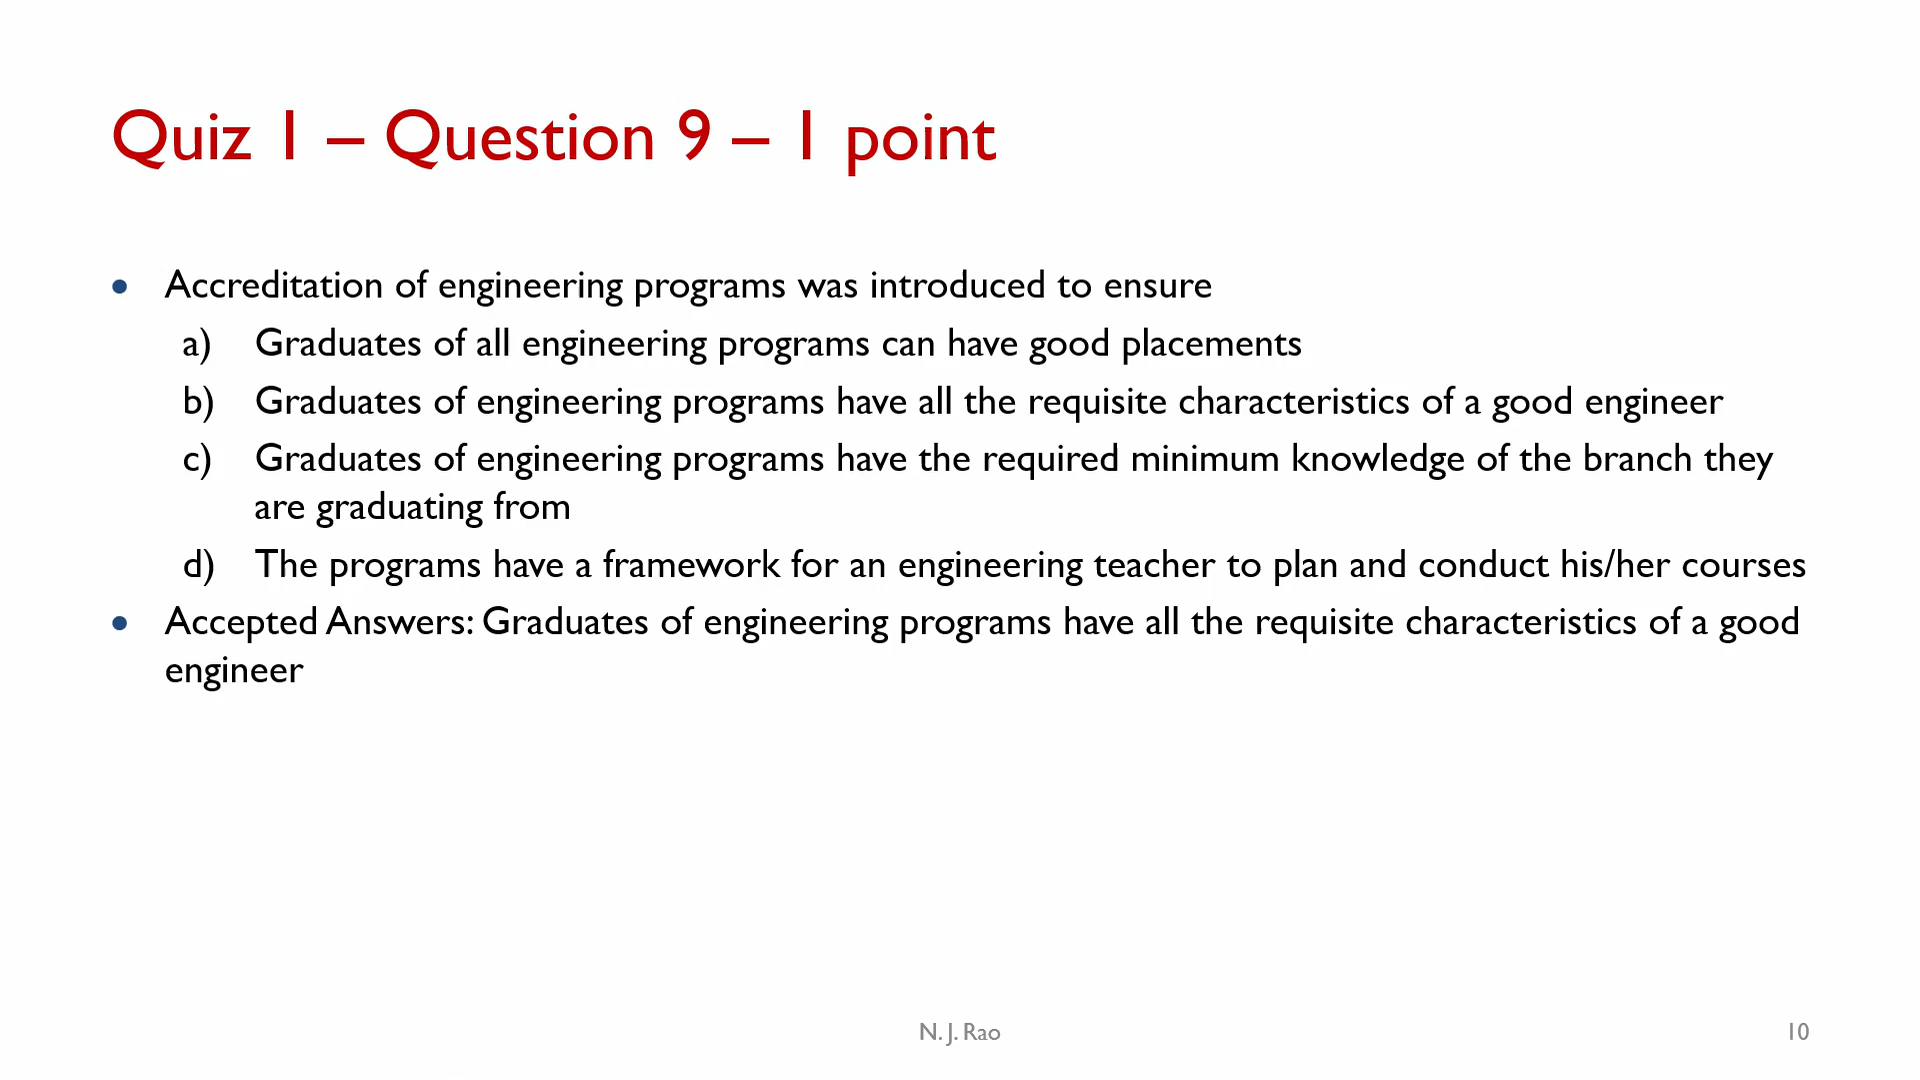 Quiz 1 – Question 9 – 1 point
• Accreditation of engineering programs was introduced to ensure
a) Graduates of all engineering programs can have good placements
b) Graduates of engineering programs have all the requisite characteristics of a good engineer
c) Graduates of engineering programs have the required minimum knowledge of the branch they
are graduating from
d) The programs have a framework for an engineering teacher to plan and conduct his/her courses
• Accepted Answers: Graduates of engineering programs have all the requisite characteristics of a good
engineer
N. J. Rao
10